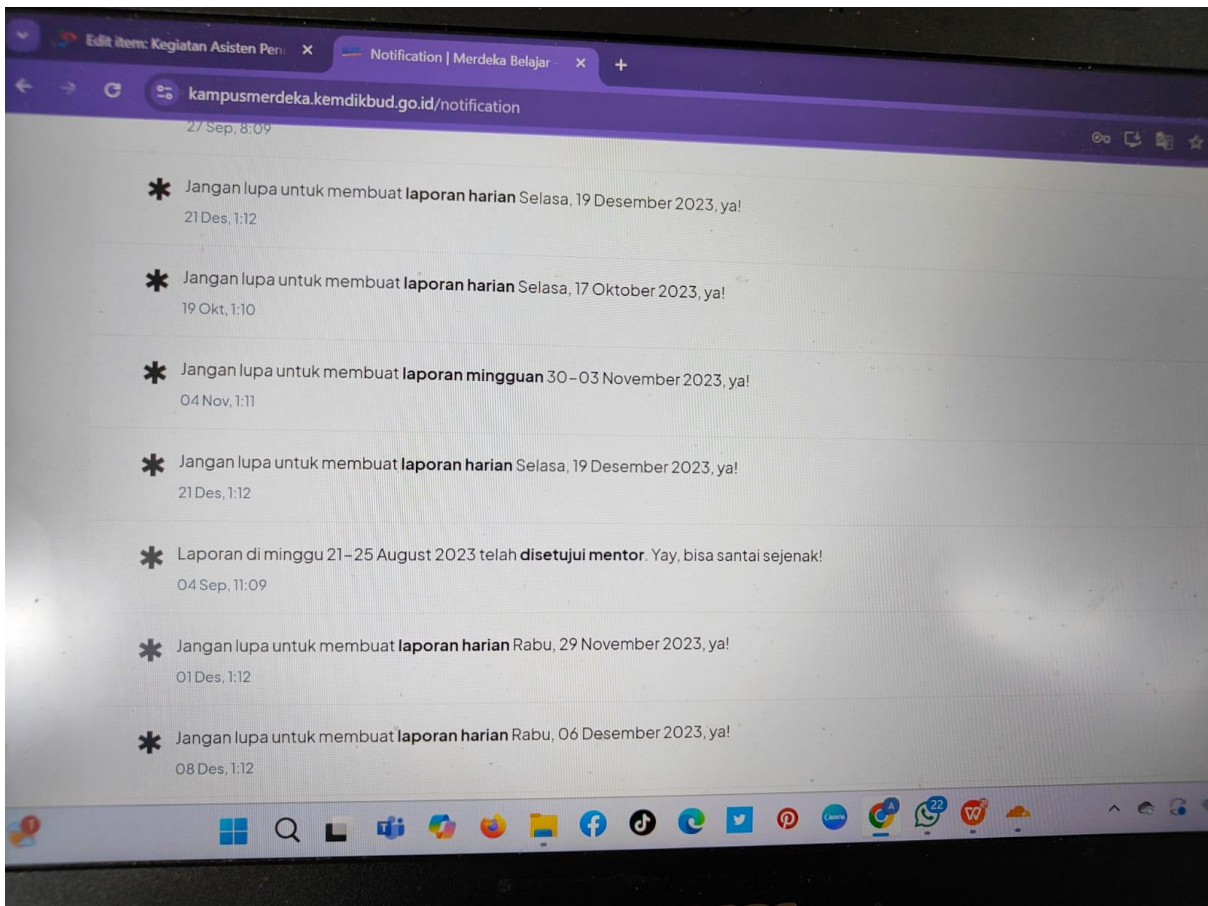 Edit item: Kegiatan Asisten Pen
Notification | Merdeka Belajar -
kampusmerdeka.kemdikbud.go.id/notification
27 Sep, 8:09
Jangan lupa untuk membuat laporan harian Selasa, 19 Desember 2023, ya!
21 Des, 1:12
Jangan lupa untuk membuat laporan harian Selasa, 17 Oktober 2023, ya!
19 Okt, 1:10
Jangan lupa untuk membuat laporan mingguan 30–03 November 2023, ya!
04 Nov, 1:11
Jangan lupa untuk membuat laporan harian Selasa, 19 Desember 2023, ya!
21 Des, 1:12
Laporan di minggu 21–25 August 2023 telah disetujui mentor. Yay, bisa santai sejenak!
04 Sep, 11:09
Jangan lupa untuk membuat laporan harian Rabu, 29 November 2023, ya!
01 Des, 1:12
Jangan lupa untuk membuat laporan harian Rabu, 06 Desember 2023, ya!
08 Des, 1:12
Canva
A
22